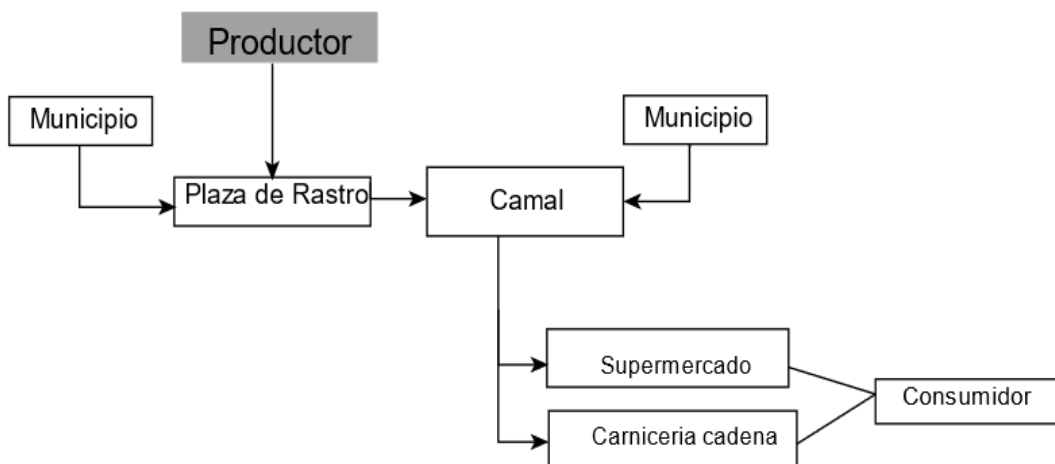 Productor
Municipio
Municipio
Plaza de Rastro
Camal
Supermercado
Consumidor
Carniceria cadena